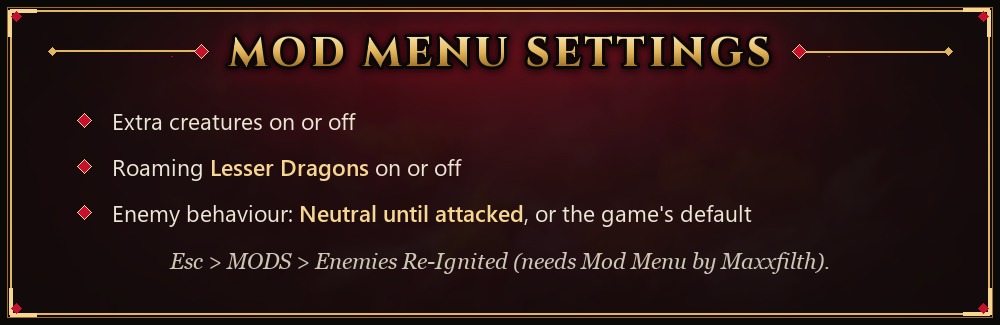 MOD MENU SETTINGS
Extra creatures on or off
Roaming Lesser Dragons on or off
Enemy behaviour: Neutral until attacked, or the game's default
Esc > MODS > Enemies Re-Ignited (needs Mod Menu by Maxxfilth).